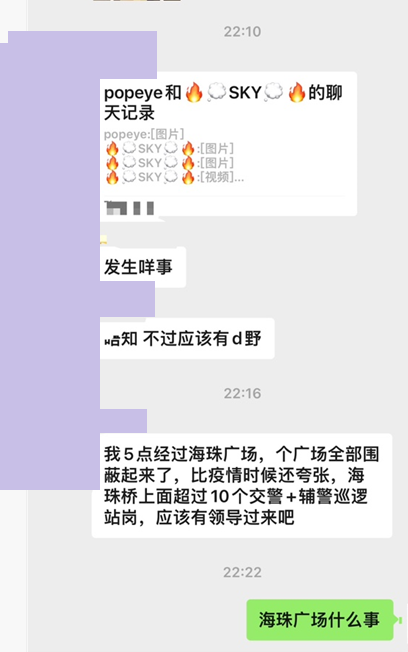 22:10
popeye和🔥💭SKY💭🔥的聊
天记录
popeye:[图片]
🔥💭SKY💭🔥:[图片]
🔥💭SKY💭🔥:[图片]
🔥💭SKY💭🔥:[视频]...
发生咩事
知 不过应该有d野
22:16
我5点经过海珠广场，个广场全部围
蔽起来了，比疫情时候还夸张，海
珠桥上面超过10个交警+辅警巡逻
站岗，应该有领导过来吧
22:22
海珠广场什么事